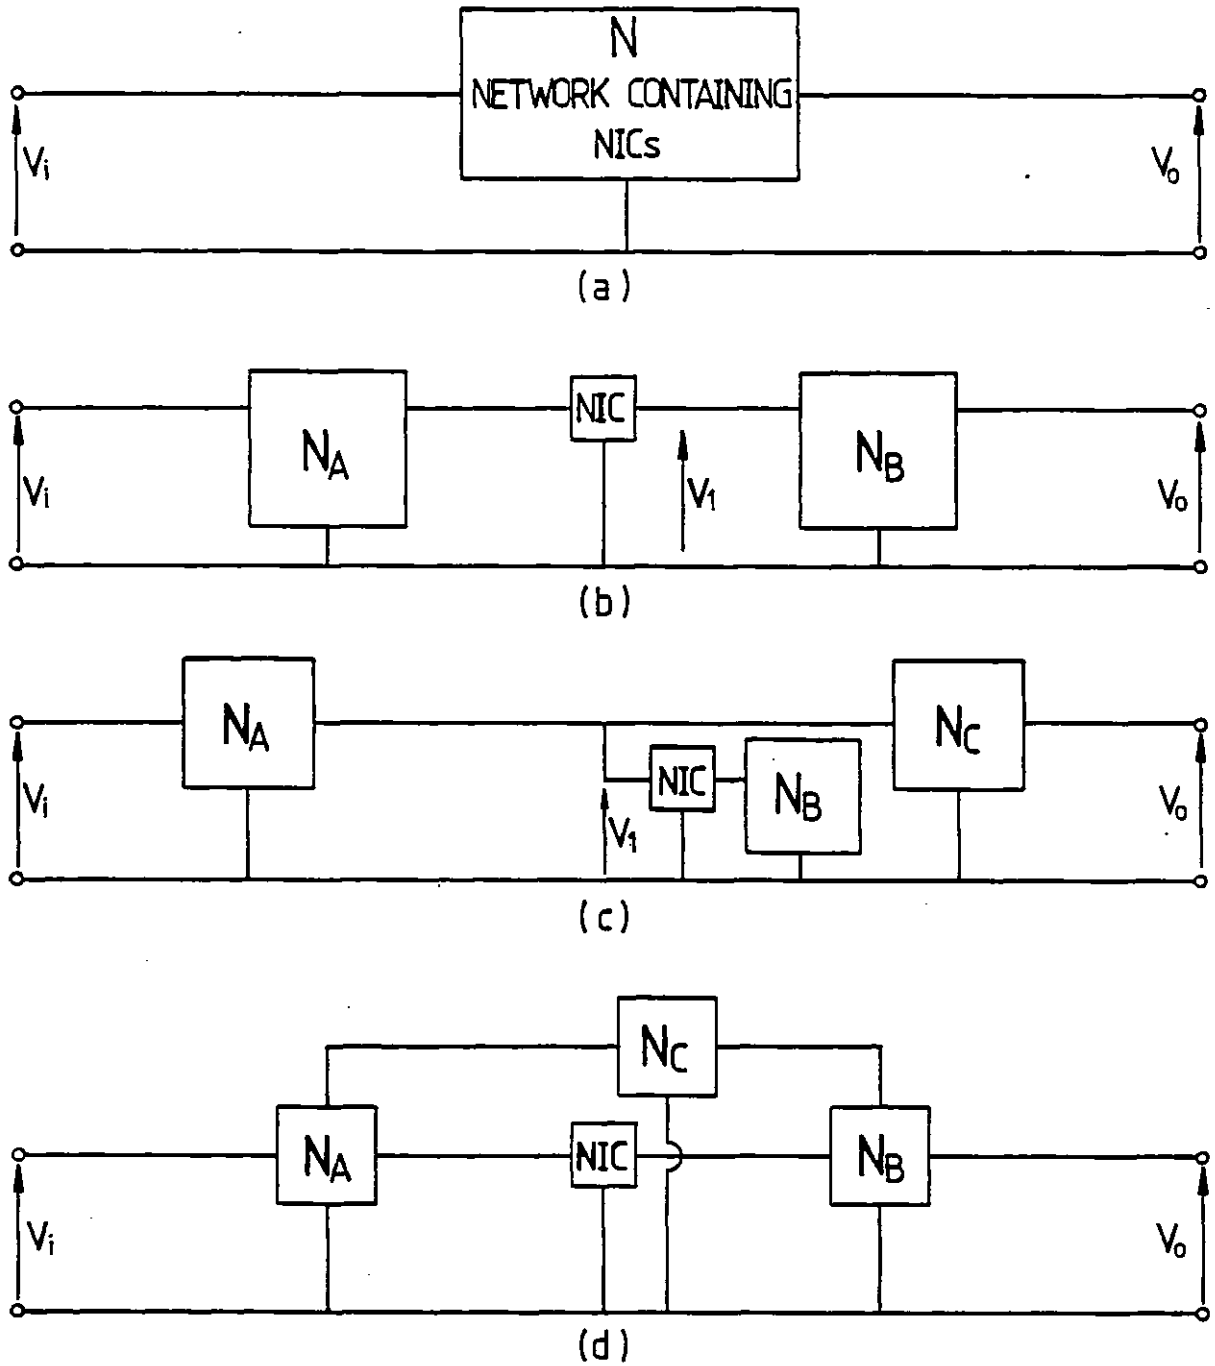 N
NETWORK CONTAINING
NICs
Vi
Vo
(a)
NA
NIC
NB
Vi
V1
Vo
(b)
NA
NC
NIC
NB
Vi
V1
Vo
(c)
NC
NA
NIC
NB
Vi
Vo
(d)